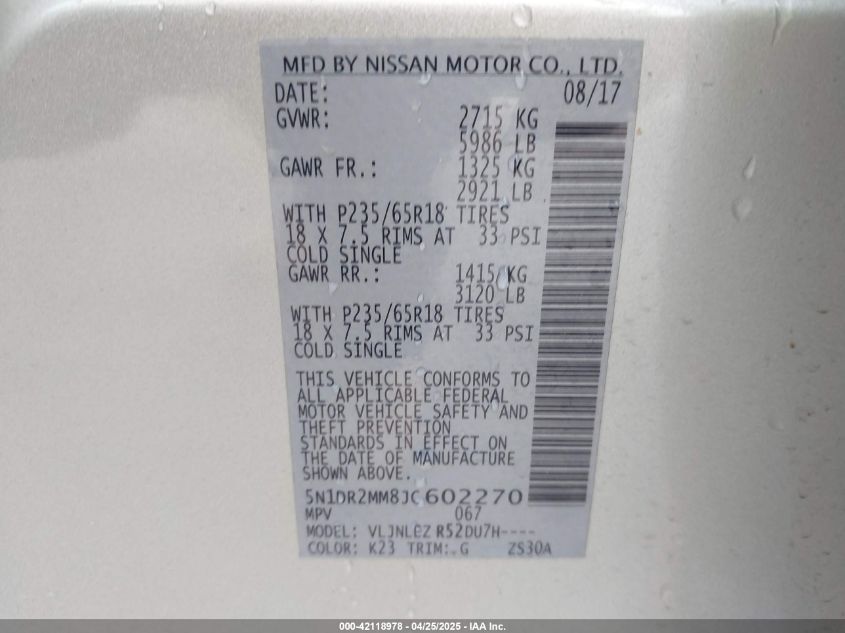 MFD BY NISSAN MOTOR CO., LTD.
DATE: 08/17
GVWR: 2715 KG
5986 LB
GAWR FR.: 1325 KG
2921 LB
WITH P235/65R18 TIRES
18 X 7.5 RIMS AT 33 PSI
COLD SINGLE
GAWR RR.: 1415 KG
3120 LB
WITH P235/65R18 TIRES
18 X 7.5 RIMS AT 33 PSI
COLD SINGLE
THIS VEHICLE CONFORMS TO
ALL APPLICABLE FEDERAL
MOTOR VEHICLE SAFETY AND
THEFT PREVENTION
STANDARDS IN EFFECT ON
THE DATE OF MANUFACTURE
SHOWN ABOVE.
5N1DR2MM8JC602270
MPV 067
MODEL: R52DU7H----
COLOR: K23 TRIM: G ZS30A
000-42118978 - 04/25/2025 - IAA Inc.